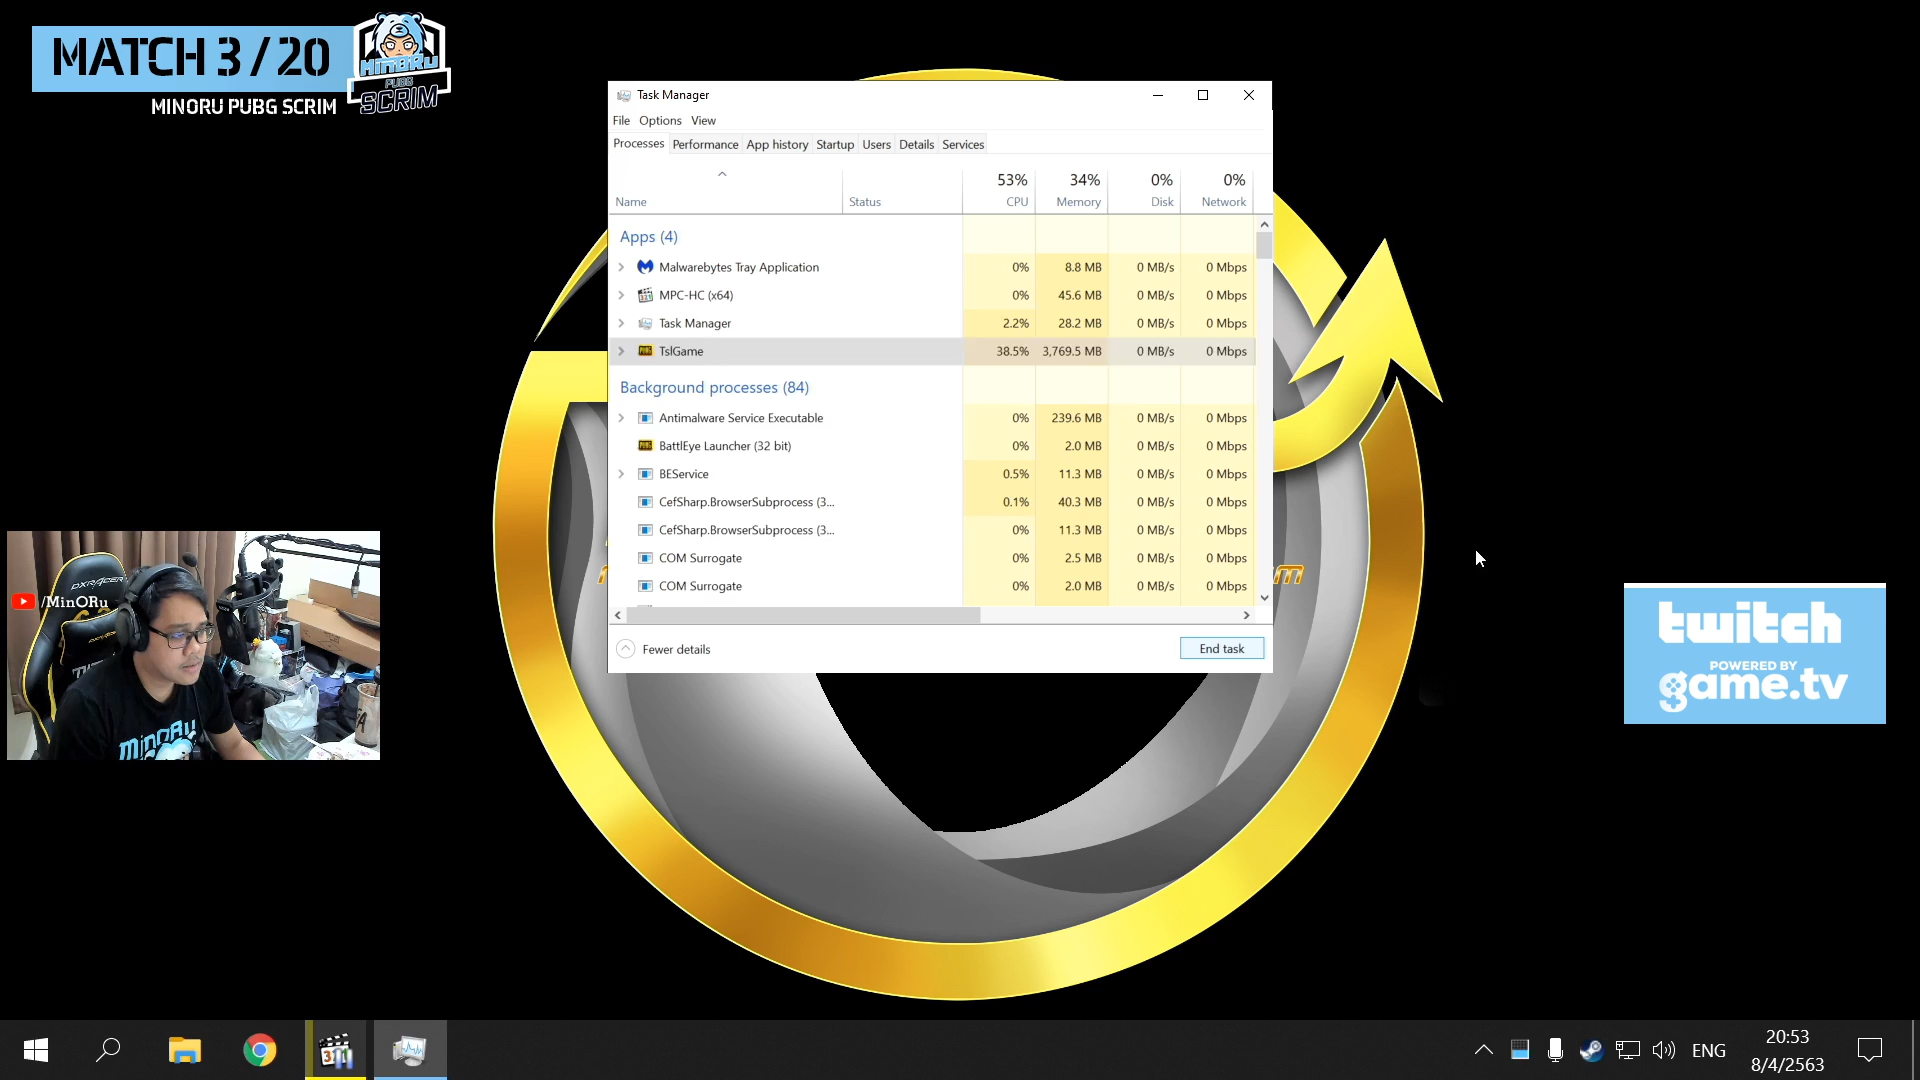 MATCH 3 / 20
MINORU PUBG SCRIM
MINORU
PUBG
SCRIM
Task Manager
File Options View
Processes Performance App history Startup Users Details Services
53% 34% 0% 0%
Name Status CPU Memory Disk Network
Apps (4)
Malwarebytes Tray Application 0% 8.8 MB 0 MB/s 0 Mbps
MPC-HC (x64) 0% 45.6 MB 0 MB/s 0 Mbps
Task Manager 2.2% 28.2 MB 0 MB/s 0 Mbps
TslGame 38.5% 3,769.5 MB 0 MB/s 0 Mbps
Background processes (84)
Antimalware Service Executable 0% 239.6 MB 0 MB/s 0 Mbps
BattlEye Launcher (32 bit) 0% 2.0 MB 0 MB/s 0 Mbps
BEService 0.5% 11.3 MB 0 MB/s 0 Mbps
CefSharp.BrowserSubprocess (3... 0.1% 40.3 MB 0 MB/s 0 Mbps
CefSharp.BrowserSubprocess (3... 0% 11.3 MB 0 MB/s 0 Mbps
COM Surrogate 0% 2.5 MB 0 MB/s 0 Mbps
COM Surrogate 0% 2.0 MB 0 MB/s 0 Mbps
Fewer details End task
DXRACER
/MinORu
MINORU
twitch
POWERED BY
game.tv
321
ENG
20:53
8/4/2563